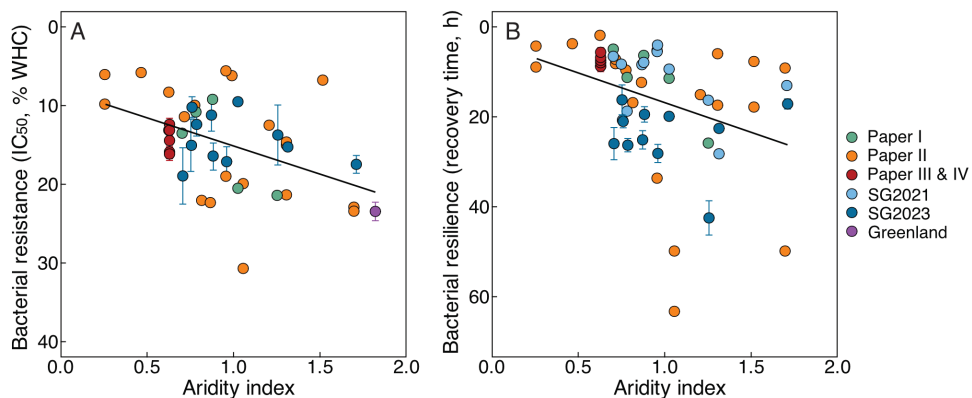 A
Bacterial resistance (IC50, % WHC)
0
10
20
30
40
0.0 0.5 1.0 1.5 2.0
Aridity index
B
Bacterial resilience (recovery time, h)
0
20
40
60
0.0 0.5 1.0 1.5 2.0
Aridity index
Paper I
Paper II
Paper III & IV
SG2021
SG2023
Greenland